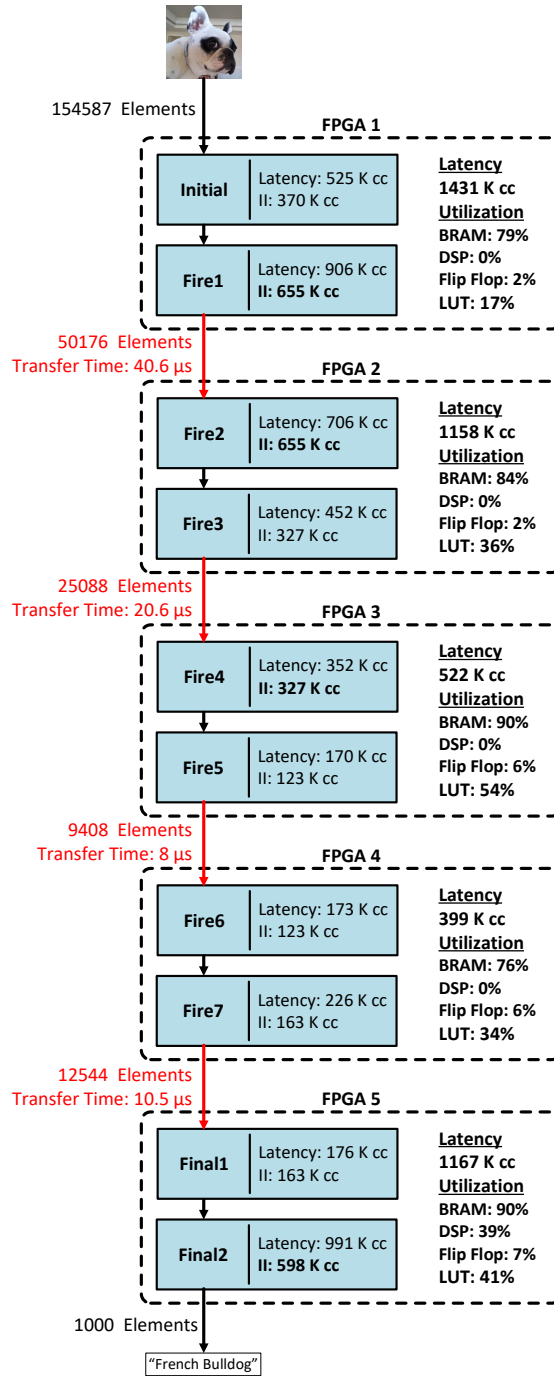 154587 Elements
FPGA 1
Initial
Latency: 525 K cc
II: 370 K cc
Fire1
Latency: 906 K cc
II: 655 K cc
Latency
1431 K cc
Utilization
BRAM: 79%
DSP: 0%
Flip Flop: 2%
LUT: 17%
50176 Elements
Transfer Time: 40.6 µs
FPGA 2
Fire2
Latency: 706 K cc
II: 655 K cc
Fire3
Latency: 452 K cc
II: 327 K cc
Latency
1158 K cc
Utilization
BRAM: 84%
DSP: 0%
Flip Flop: 2%
LUT: 36%
25088 Elements
Transfer Time: 20.6 µs
FPGA 3
Fire4
Latency: 352 K cc
II: 327 K cc
Fire5
Latency: 170 K cc
II: 123 K cc
Latency
522 K cc
Utilization
BRAM: 90%
DSP: 0%
Flip Flop: 6%
LUT: 54%
9408 Elements
Transfer Time: 8 µs
FPGA 4
Fire6
Latency: 173 K cc
II: 123 K cc
Fire7
Latency: 226 K cc
II: 163 K cc
Latency
399 K cc
Utilization
BRAM: 76%
DSP: 0%
Flip Flop: 6%
LUT: 34%
12544 Elements
Transfer Time: 10.5 µs
FPGA 5
Final1
Latency: 176 K cc
II: 163 K cc
Final2
Latency: 991 K cc
II: 598 K cc
Latency
1167 K cc
Utilization
BRAM: 90%
DSP: 39%
Flip Flop: 7%
LUT: 41%
1000 Elements
“French Bulldog”